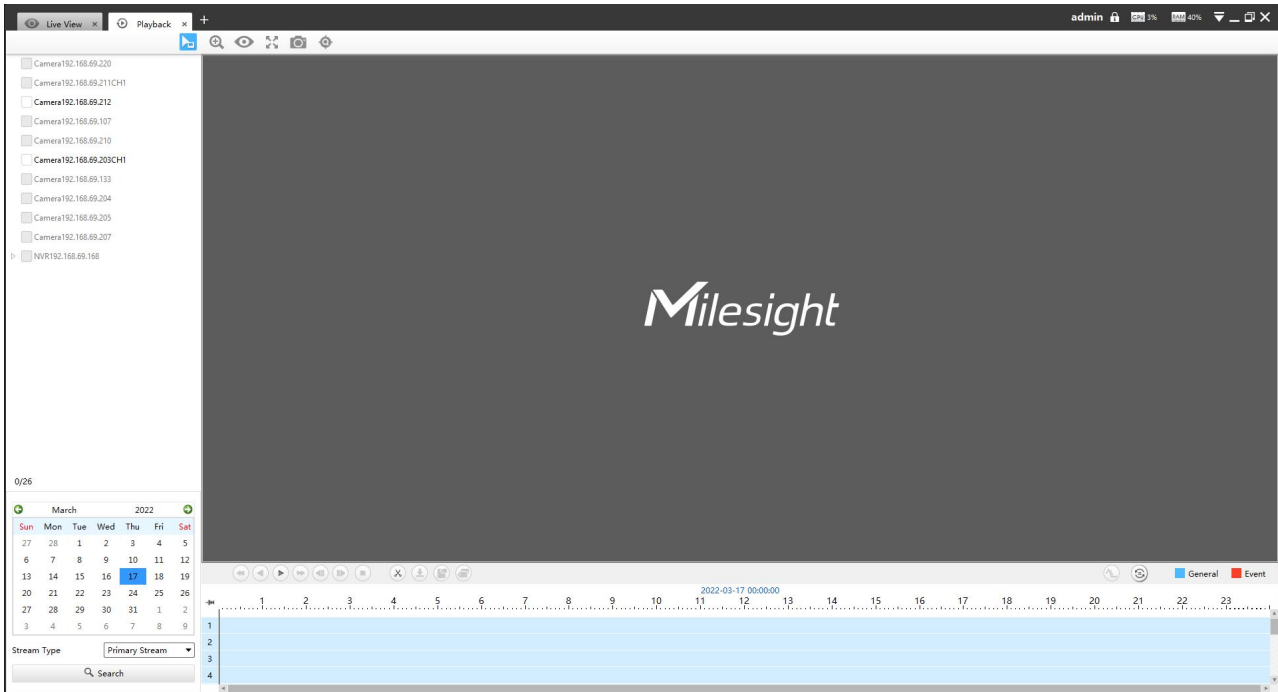 Live View × Playback × +
admin CPU 3% RAM 40%
Camera192.168.69.220
Camera192.168.69.211CH1
Camera192.168.69.212
Camera192.168.69.107
Camera192.168.69.210
Camera192.168.69.203CH1
Camera192.168.69.133
Camera192.168.69.204
Camera192.168.69.205
Camera192.168.69.207
NVR192.168.69.168
Milesight
0/26
March 2022
Sun Mon Tue Wed Thu Fri Sat
27 28 1 2 3 4 5
6 7 8 9 10 11 12
13 14 15 16 17 18 19
20 21 22 23 24 25 26
27 28 29 30 31 1 2
3 4 5 6 7 8 9
Stream Type Primary Stream
Search
General Event
2022-03-17 00:00:00
1 2 3 4 5 6 7 8 9 10 11 12 13 14 15 16 17 18 19 20 21 22 23
1
2
3
4